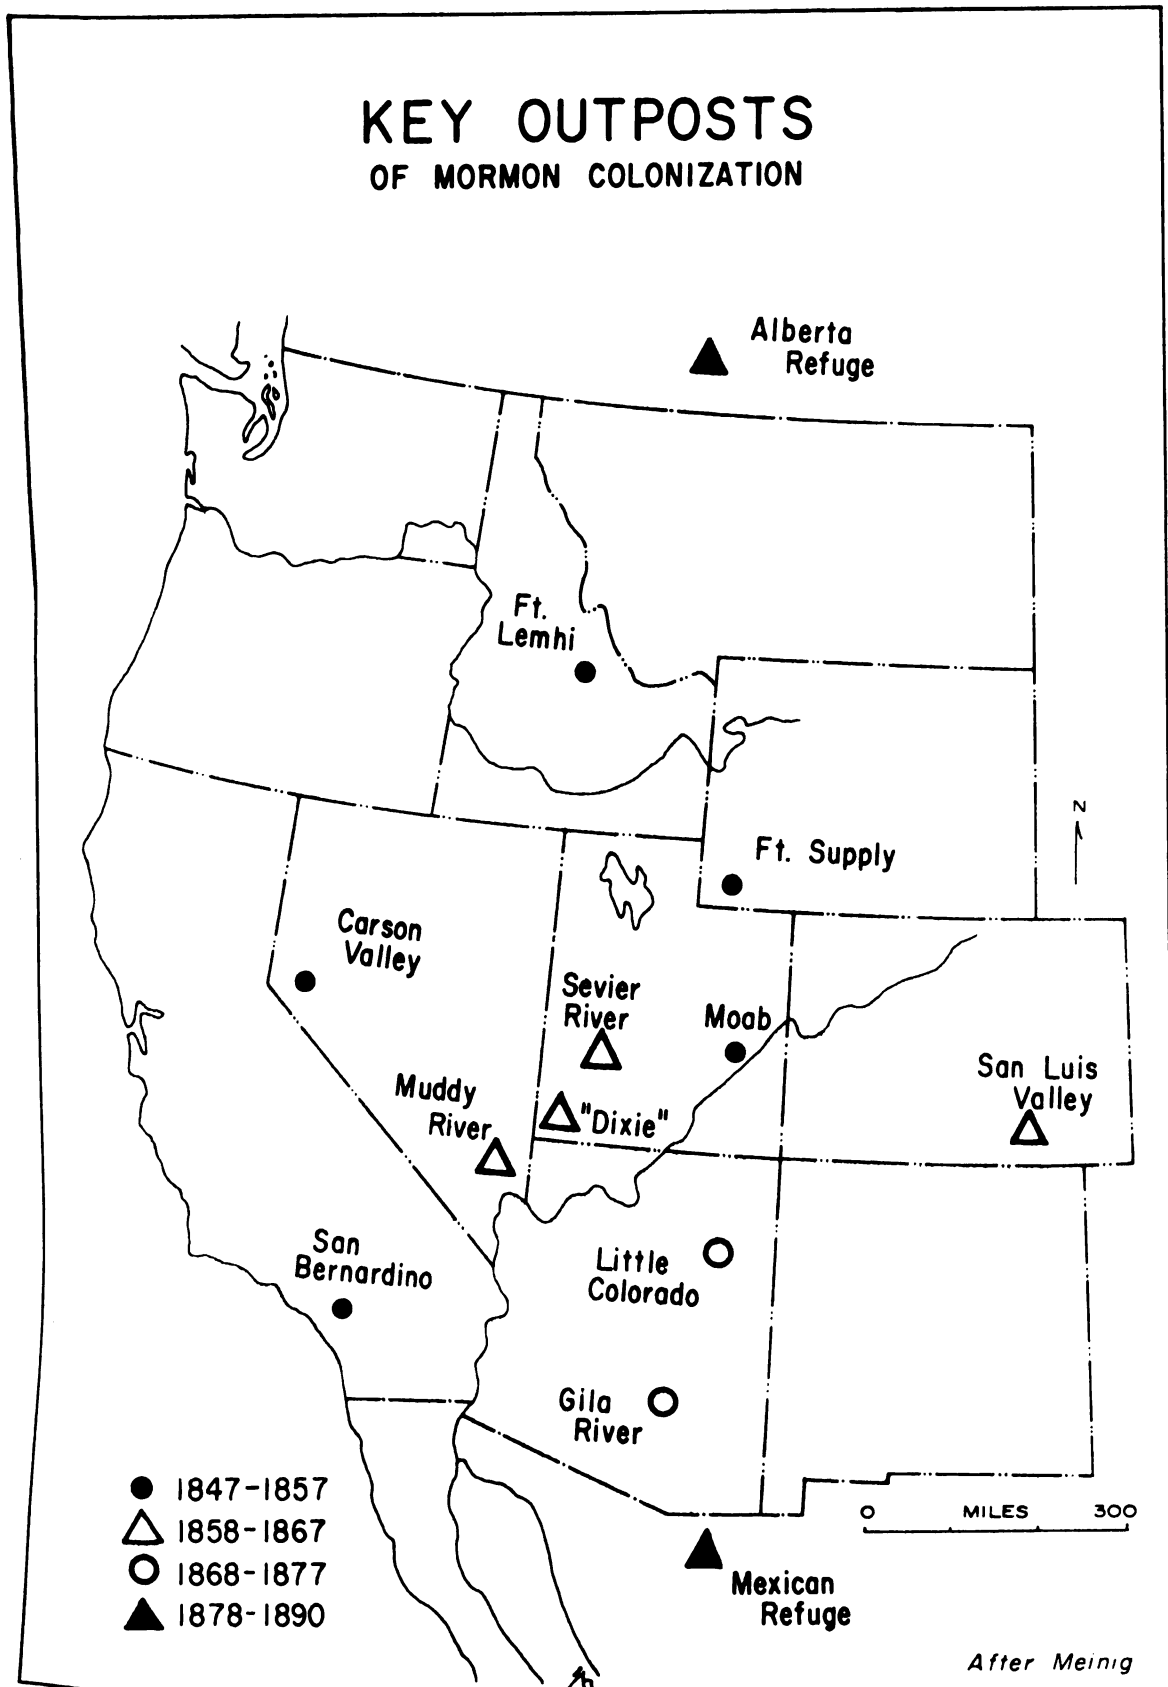 KEY OUTPOSTS
OF MORMON COLONIZATION
Alberta
Refuge
Ft.
Lemhi
N
Ft. Supply
Carson
Valley
Sevier
River
Moab
San Luis
Valley
Muddy
River
"Dixie"
San
Bernardino
Little
Colorado
Gila
River
1847-1857
1858-1867
1868-1877
1878-1890
0 MILES 300
Mexican
Refuge
After Meinig